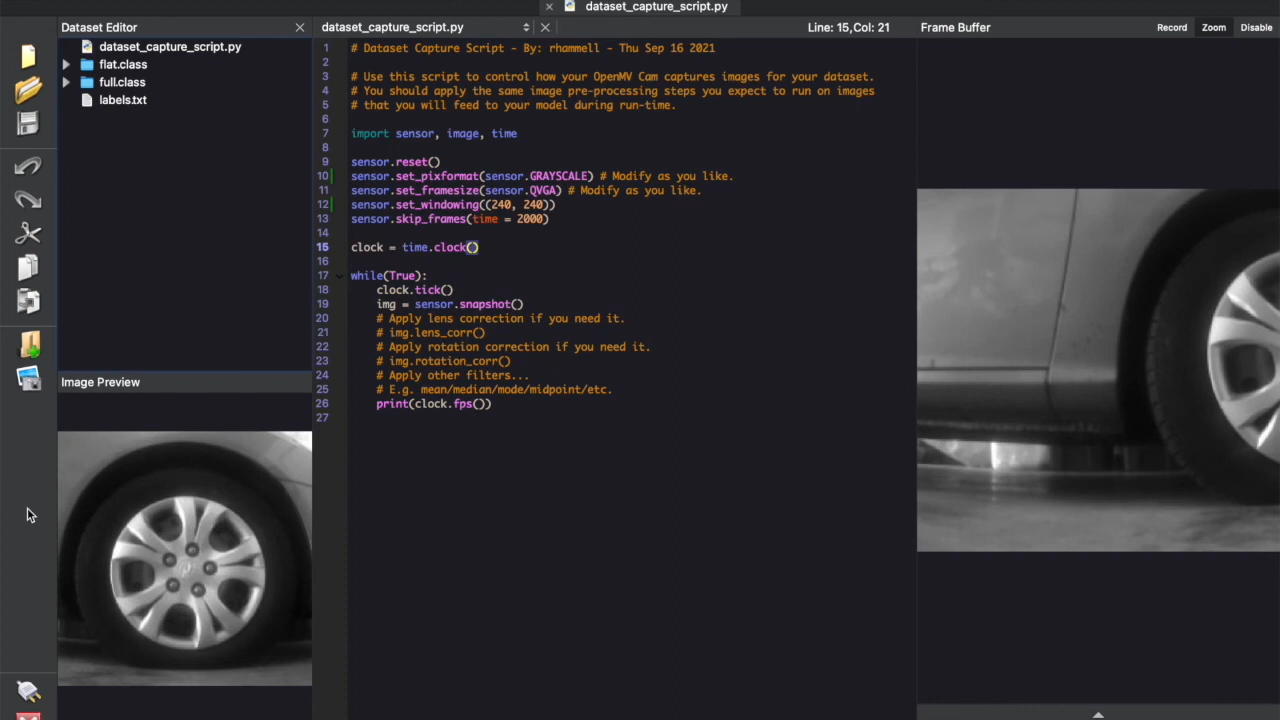 dataset_capture_script.py
Dataset Editor
dataset_capture_script.py
flat.class
full.class
labels.txt
Image Preview
dataset_capture_script.py
Line: 15,Col: 21
1 # Dataset Capture Script - By: rhammell - Thu Sep 16 2021
2
3 # Use this script to control how your OpenMV Cam captures images for your dataset.
4 # You should apply the same image pre-processing steps you expect to run on images
5 # that you will feed to your model during run-time.
6
7 import sensor, image, time
8
9 sensor.reset()
10 sensor.set_pixformat(sensor.GRAYSCALE) # Modify as you like.
11 sensor.set_framesize(sensor.QVGA) # Modify as you like.
12 sensor.set_windowing((240, 240))
13 sensor.skip_frames(time = 2000)
14
15 clock = time.clock()
16
17 while(True):
18 clock.tick()
19 img = sensor.snapshot()
20 # Apply lens correction if you need it.
21 # img.lens_corr()
22 # Apply rotation correction if you need it.
23 # img.rotation_corr()
24 # Apply other filters...
25 # E.g. mean/median/mode/midpoint/etc.
26 print(clock.fps())
27
Frame Buffer
Record
Zoom
Disable